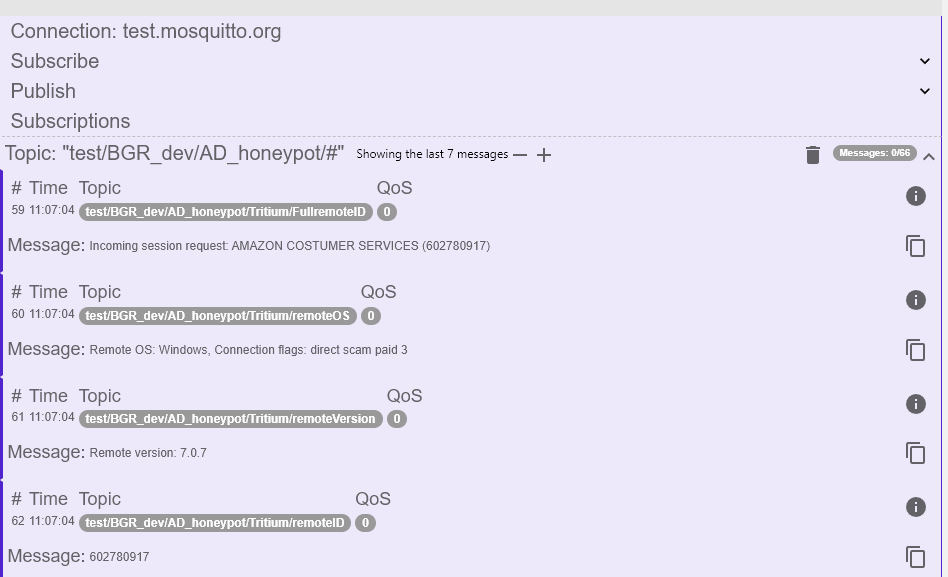 Connection: test.mosquitto.org
Subscribe
Publish
Subscriptions
Topic: "test/BGR_dev/AD_honeypot/#" Showing the last 7 messages Messages: 0/66
# Time Topic QoS
59 11:07:04 test/BGR_dev/AD_honeypot/Tritium/FullremoteID 0
Message: Incoming session request: AMAZON COSTUMER SERVICES (602780917)
# Time Topic QoS
60 11:07:04 test/BGR_dev/AD_honeypot/Tritium/remoteOS 0
Message: Remote OS: Windows, Connection flags: direct scam paid 3
# Time Topic QoS
61 11:07:04 test/BGR_dev/AD_honeypot/Tritium/remoteVersion 0
Message: Remote version: 7.0.7
# Time Topic QoS
62 11:07:04 test/BGR_dev/AD_honeypot/Tritium/remoteID 0
Message: 602780917